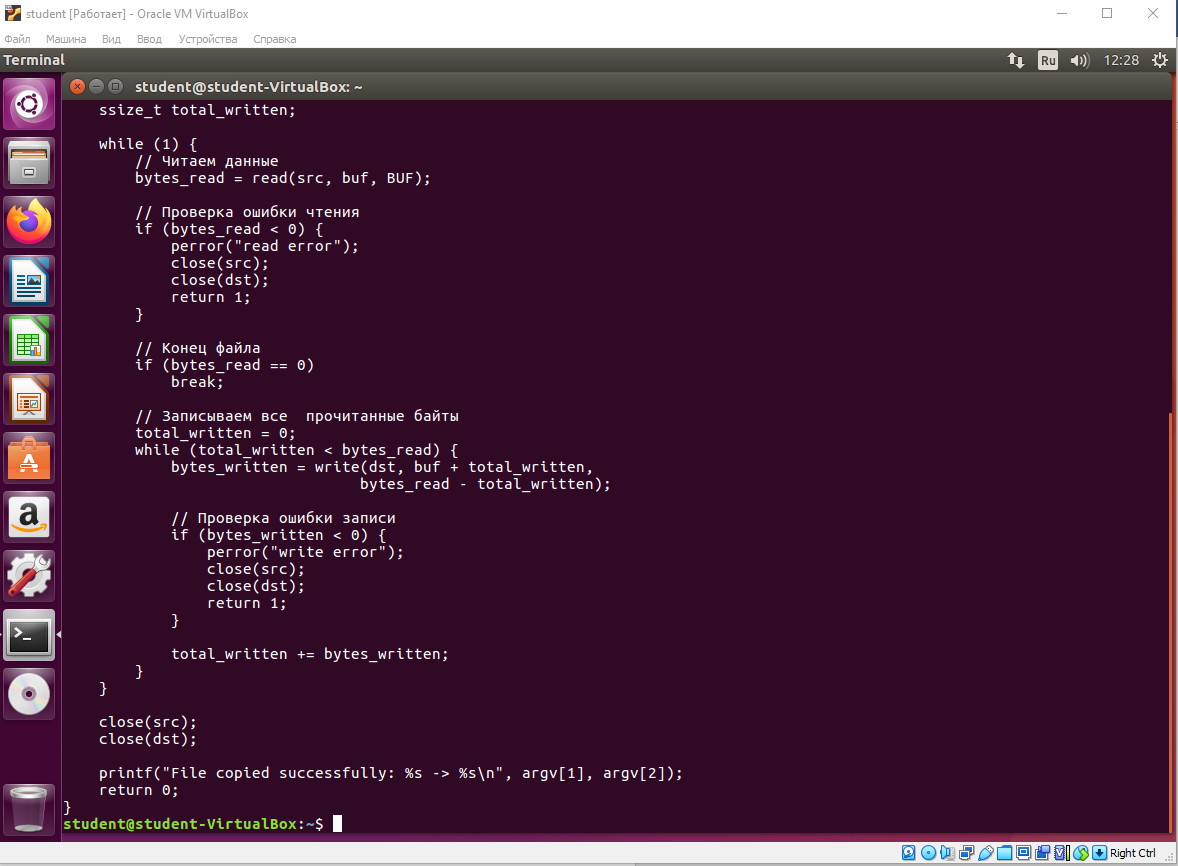 student [Работает] - Oracle VM VirtualBox
Файл Машина Вид Ввод Устройства Справка
Terminal Ru 12:28
student@student-VirtualBox: ~
    ssize_t total_written;

    while (1) {
        // Читаем данные
        bytes_read = read(src, buf, BUF);

        // Проверка ошибки чтения
        if (bytes_read < 0) {
            perror("read error");
            close(src);
            close(dst);
            return 1;
        }

        // Конец файла
        if (bytes_read == 0)
            break;

        // Записываем все  прочитанные байты
        total_written = 0;
        while (total_written < bytes_read) {
            bytes_written = write(dst, buf + total_written,
                                 bytes_read - total_written);

            // Проверка ошибки записи
            if (bytes_written < 0) {
                perror("write error");
                close(src);
                close(dst);
                return 1;
            }

            total_written += bytes_written;
        }
    }

    close(src);
    close(dst);

    printf("File copied successfully: %s -> %s\n", argv[1], argv[2]);
    return 0;
}
student@student-VirtualBox:~$
Right Ctrl